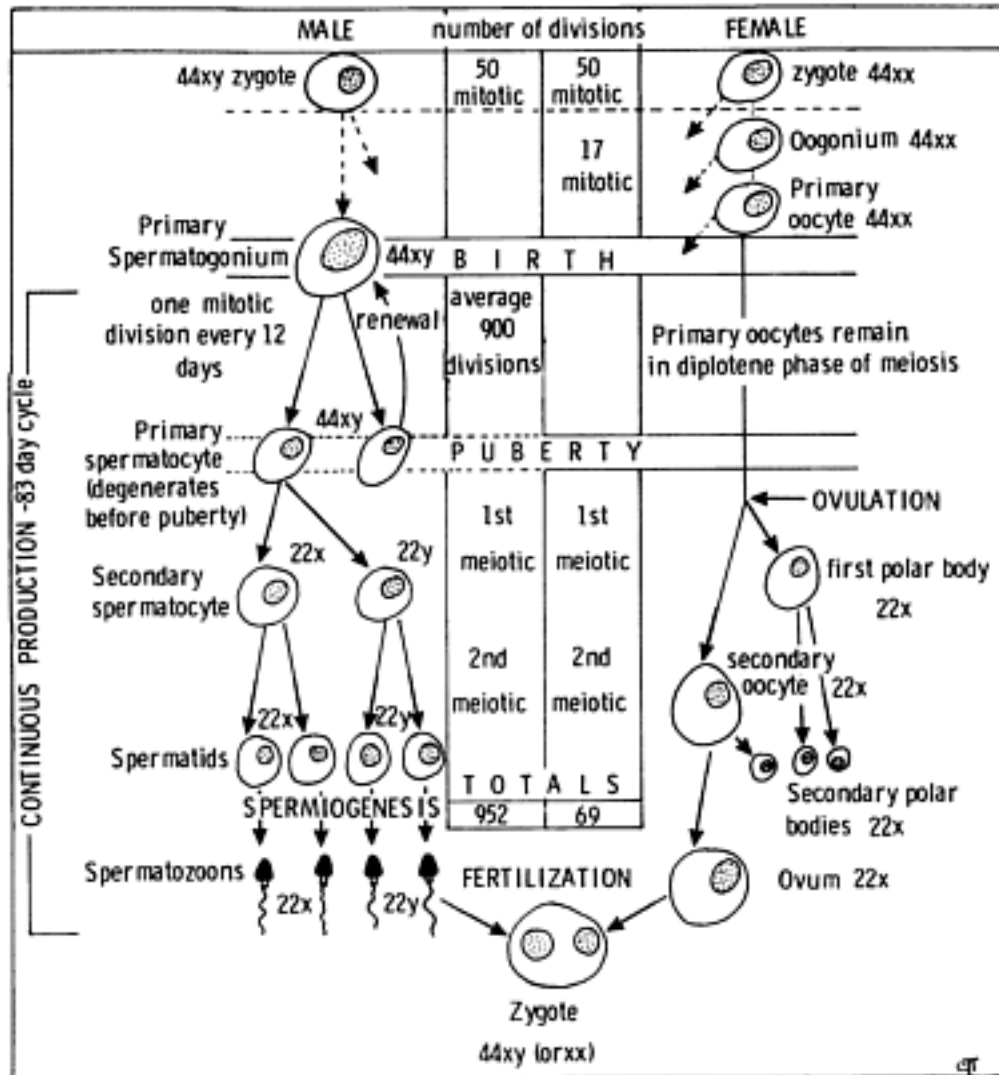 MALE
number of divisions
FEMALE
44xy zygote
50
mitotic
50
mitotic
zygote 44xx
17
mitotic
Oogonium 44xx
Primary
oocyte 44xx
Primary
Spermatogonium
44xy
BIRTH
one mitotic
division every 12
days
renewal
average
900
divisions
Primary oocytes remain
in diplotene phase of meiosis
CONTINUOUS PRODUCTION -83 day cycle
44xy
Primary
spermatocyte
(degenerates
before puberty)
PUBERTY
OVULATION
1st
meiotic
1st
meiotic
22x
22y
Secondary
spermatocyte
first polar body
22x
2nd
meiotic
2nd
meiotic
secondary
oocyte
22x
22x
22y
Spermatids
TOTALS
952
69
SPERMIOGENESIS
Secondary polar
bodies 22x
Spermatozoons
22x
22y
FERTILIZATION
Ovum 22x
Zygote
44xy (orxx)